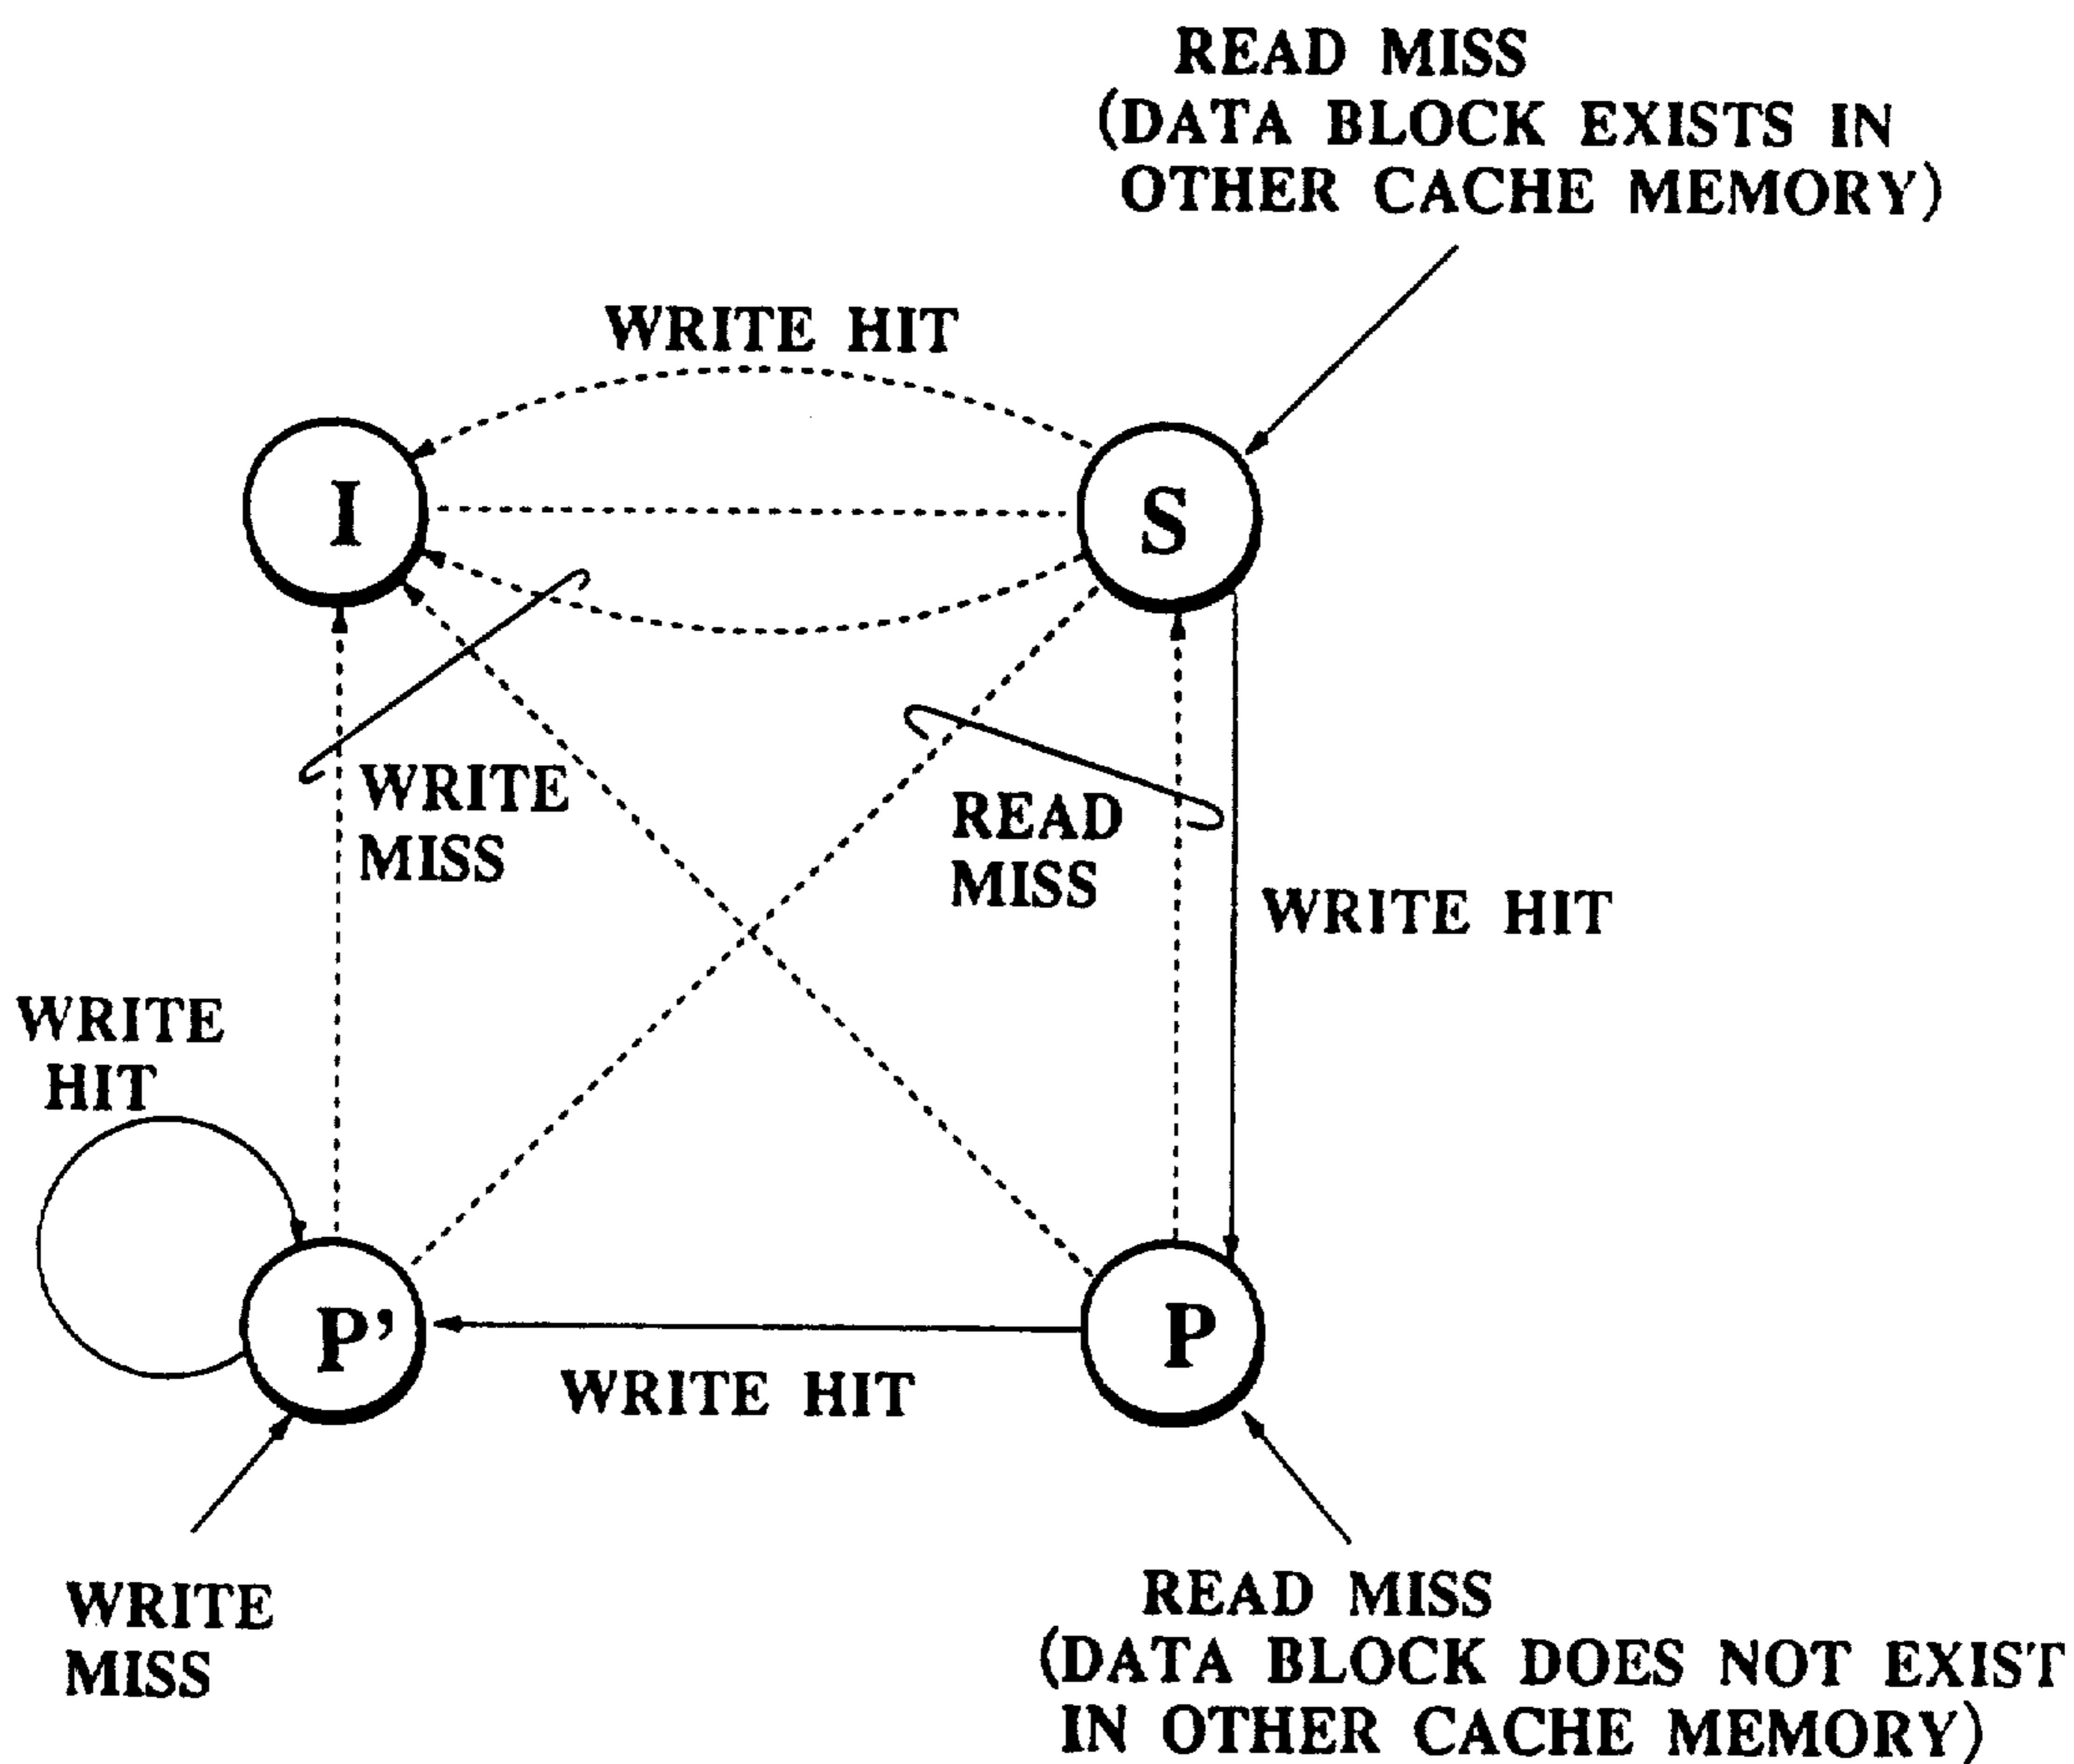 READ MISS
(DATA BLOCK EXISTS IN
OTHER CACHE MEMORY)
WRITE HIT
I
S
WRITE
MISS
READ
MISS
WRITE HIT
WRITE
HIT
P'
P
WRITE HIT
WRITE
MISS
READ MISS
(DATA BLOCK DOES NOT EXIST
IN OTHER CACHE MEMORY)